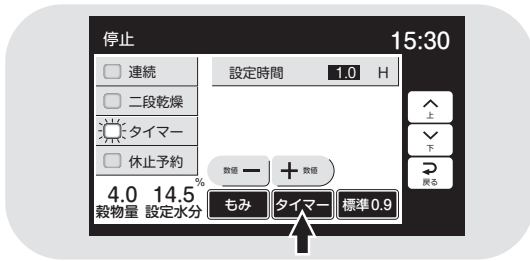 停止 15:30
連続
設定時間 1.0 H
二段乾燥
タイマー
休止予約
上
下
戻る
数値 ー ＋ 数値
4.0 14.5%
穀物量 設定水分
もみ タイマー 標準0.9